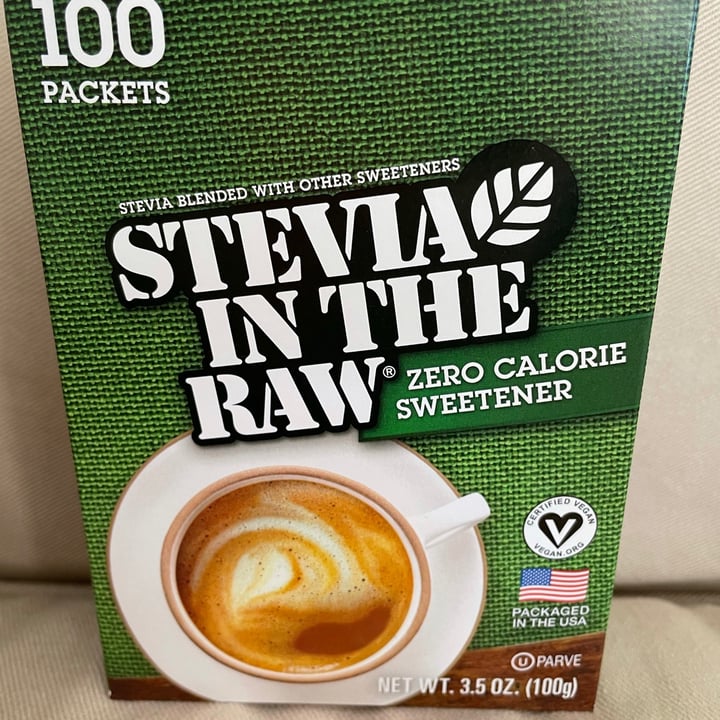 100
PACKETS
STEVIA BLENDED WITH OTHER SWEETENERS
STEVIA
IN THE
RAW®
ZERO CALORIE
SWEETENER
CERTIFIED VEGAN
VEGAN.ORG
PACKAGED
IN THE USA
U PARVE
NET WT. 3.5 OZ. (100g)